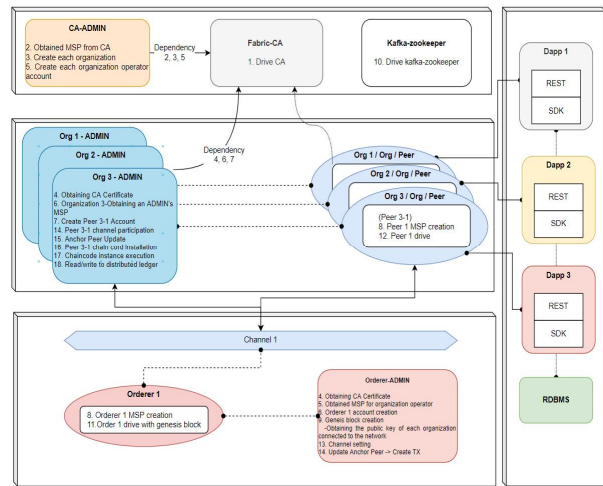 CA-ADMIN
2. Obtained MSP from CA
3. Create each organization
5. Create each organization operator
account
Dependency
2, 3, 5
Fabric-CA
1. Drive CA
Kafka-zookeeper
10. Drive kafka-zookeeper
Dapp 1
REST
SDK
Org 1 - ADMIN
Org 2 - ADMIN
Org 3 - ADMIN
4. Obtaining CA Certificate
6. Organization 3-Obtaining an ADMIN's
MSP
7. Create Peer 3-1 Account
14. Peer 3-1 channel participation
15. Anchor Peer Update
16. Peer 3-1 chain cord Installation
17. Chaincode instance execution
18. Read/write to distributed ledger
Dependency
4, 6, 7
Org 1 / Org / Peer
Org 2 / Org / Peer
Org 3 / Org / Peer
(Peer 3-1)
8. Peer 1 MSP creation
12. Peer 1 drive
Dapp 2
REST
SDK
Dapp 3
REST
SDK
RDBMS
Channel 1
Orderer 1
8. Orderer 1 MSP creation
11.Order 1 drive with genesis block
Orderer-ADMIN
4. Obtaining CA Certificate
5. Obtained MSP for organization operator
Orderer 1 account creation
9. Geneis block creation
-Obtaining the public key of each organization
connected to the network
13. Channel setting
14. Update Anchor Peer -> Create TX